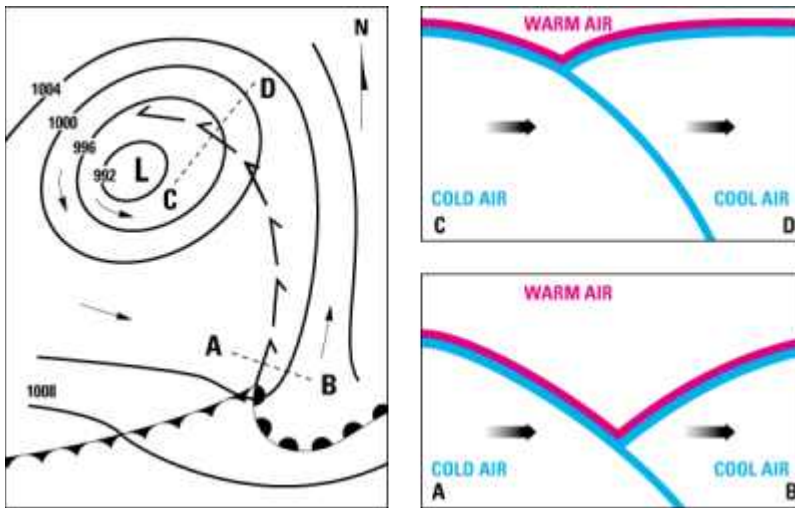 N
1004
D
1000
996
992
L
C
A
B
1008
WARM AIR
COLD AIR
COOL AIR
C
D
WARM AIR
COLD AIR
COOL AIR
A
B